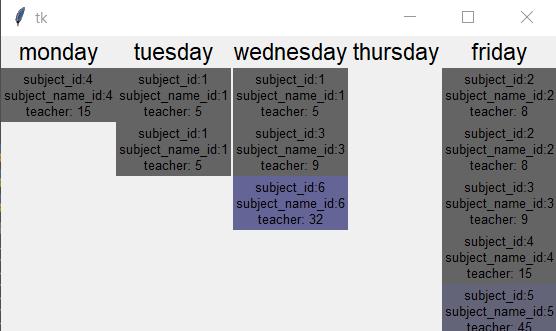 tk
monday tuesday wednesday thursday friday
subject_id:4
subject_name_id:4
teacher: 15
subject_id:1
subject_name_id:1
teacher: 5
subject_id:1
subject_name_id:1
teacher: 5
subject_id:1
subject_name_id:1
teacher: 5
subject_id:3
subject_name_id:3
teacher: 9
subject_id:6
subject_name_id:6
teacher: 32
subject_id:2
subject_name_id:2
teacher: 8
subject_id:2
subject_name_id:2
teacher: 8
subject_id:3
subject_name_id:3
teacher: 9
subject_id:4
subject_name_id:4
teacher: 15
subject_id:5
subject_name_id:5
teacher: 45